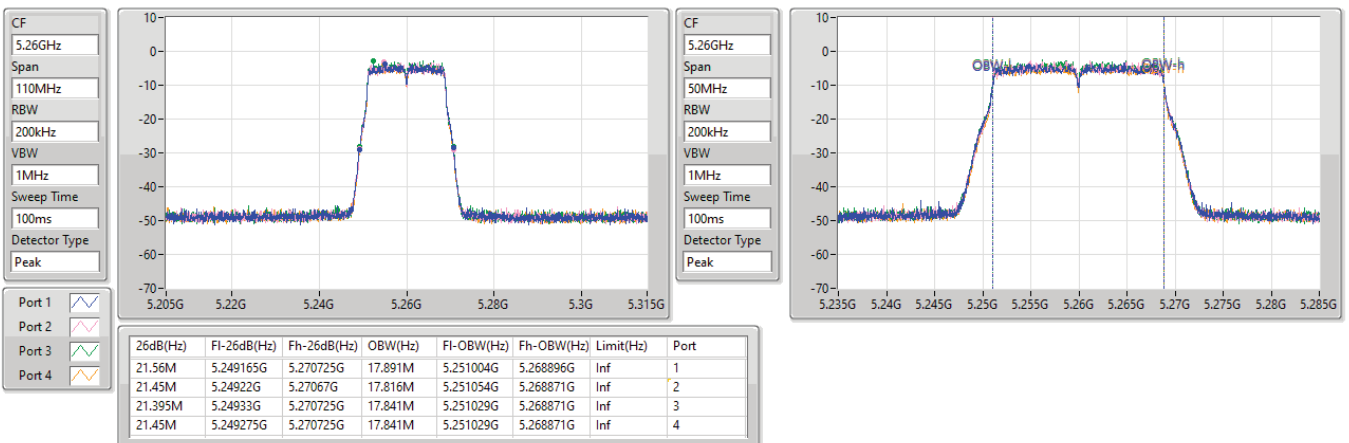 CF
5.26GHz
Span
110MHz
RBW
200kHz
VBW
1MHz
Sweep Time
100ms
Detector Type
Peak
10
0
-10
-20
-30
-40
-50
-60
-70
5.205G 5.22G 5.24G 5.26G 5.28G 5.3G 5.315G
CF
5.26GHz
Span
50MHz
RBW
200kHz
VBW
1MHz
Sweep Time
100ms
Detector Type
Peak
10
0
-10
-20
-30
-40
-50
-60
-70
OBW-h
5.235G 5.24G 5.245G 5.25G 5.255G 5.26G 5.265G 5.27G 5.275G 5.28G 5.285G
Port 1
Port 2
Port 3
Port 4
26dB(Hz) Fl-26dB(Hz) Fh-26dB(Hz) OBW(Hz) Fl-OBW(Hz) Fh-OBW(Hz) Limit(Hz) Port
21.56M 5.249165G 5.270725G 17.891M 5.251004G 5.268896G Inf 1
21.45M 5.24922G 5.27067G 17.816M 5.251054G 5.268871G Inf 2
21.395M 5.24933G 5.270725G 17.841M 5.251029G 5.268871G Inf 3
21.45M 5.249275G 5.270725G 17.841M 5.251029G 5.268871G Inf 4